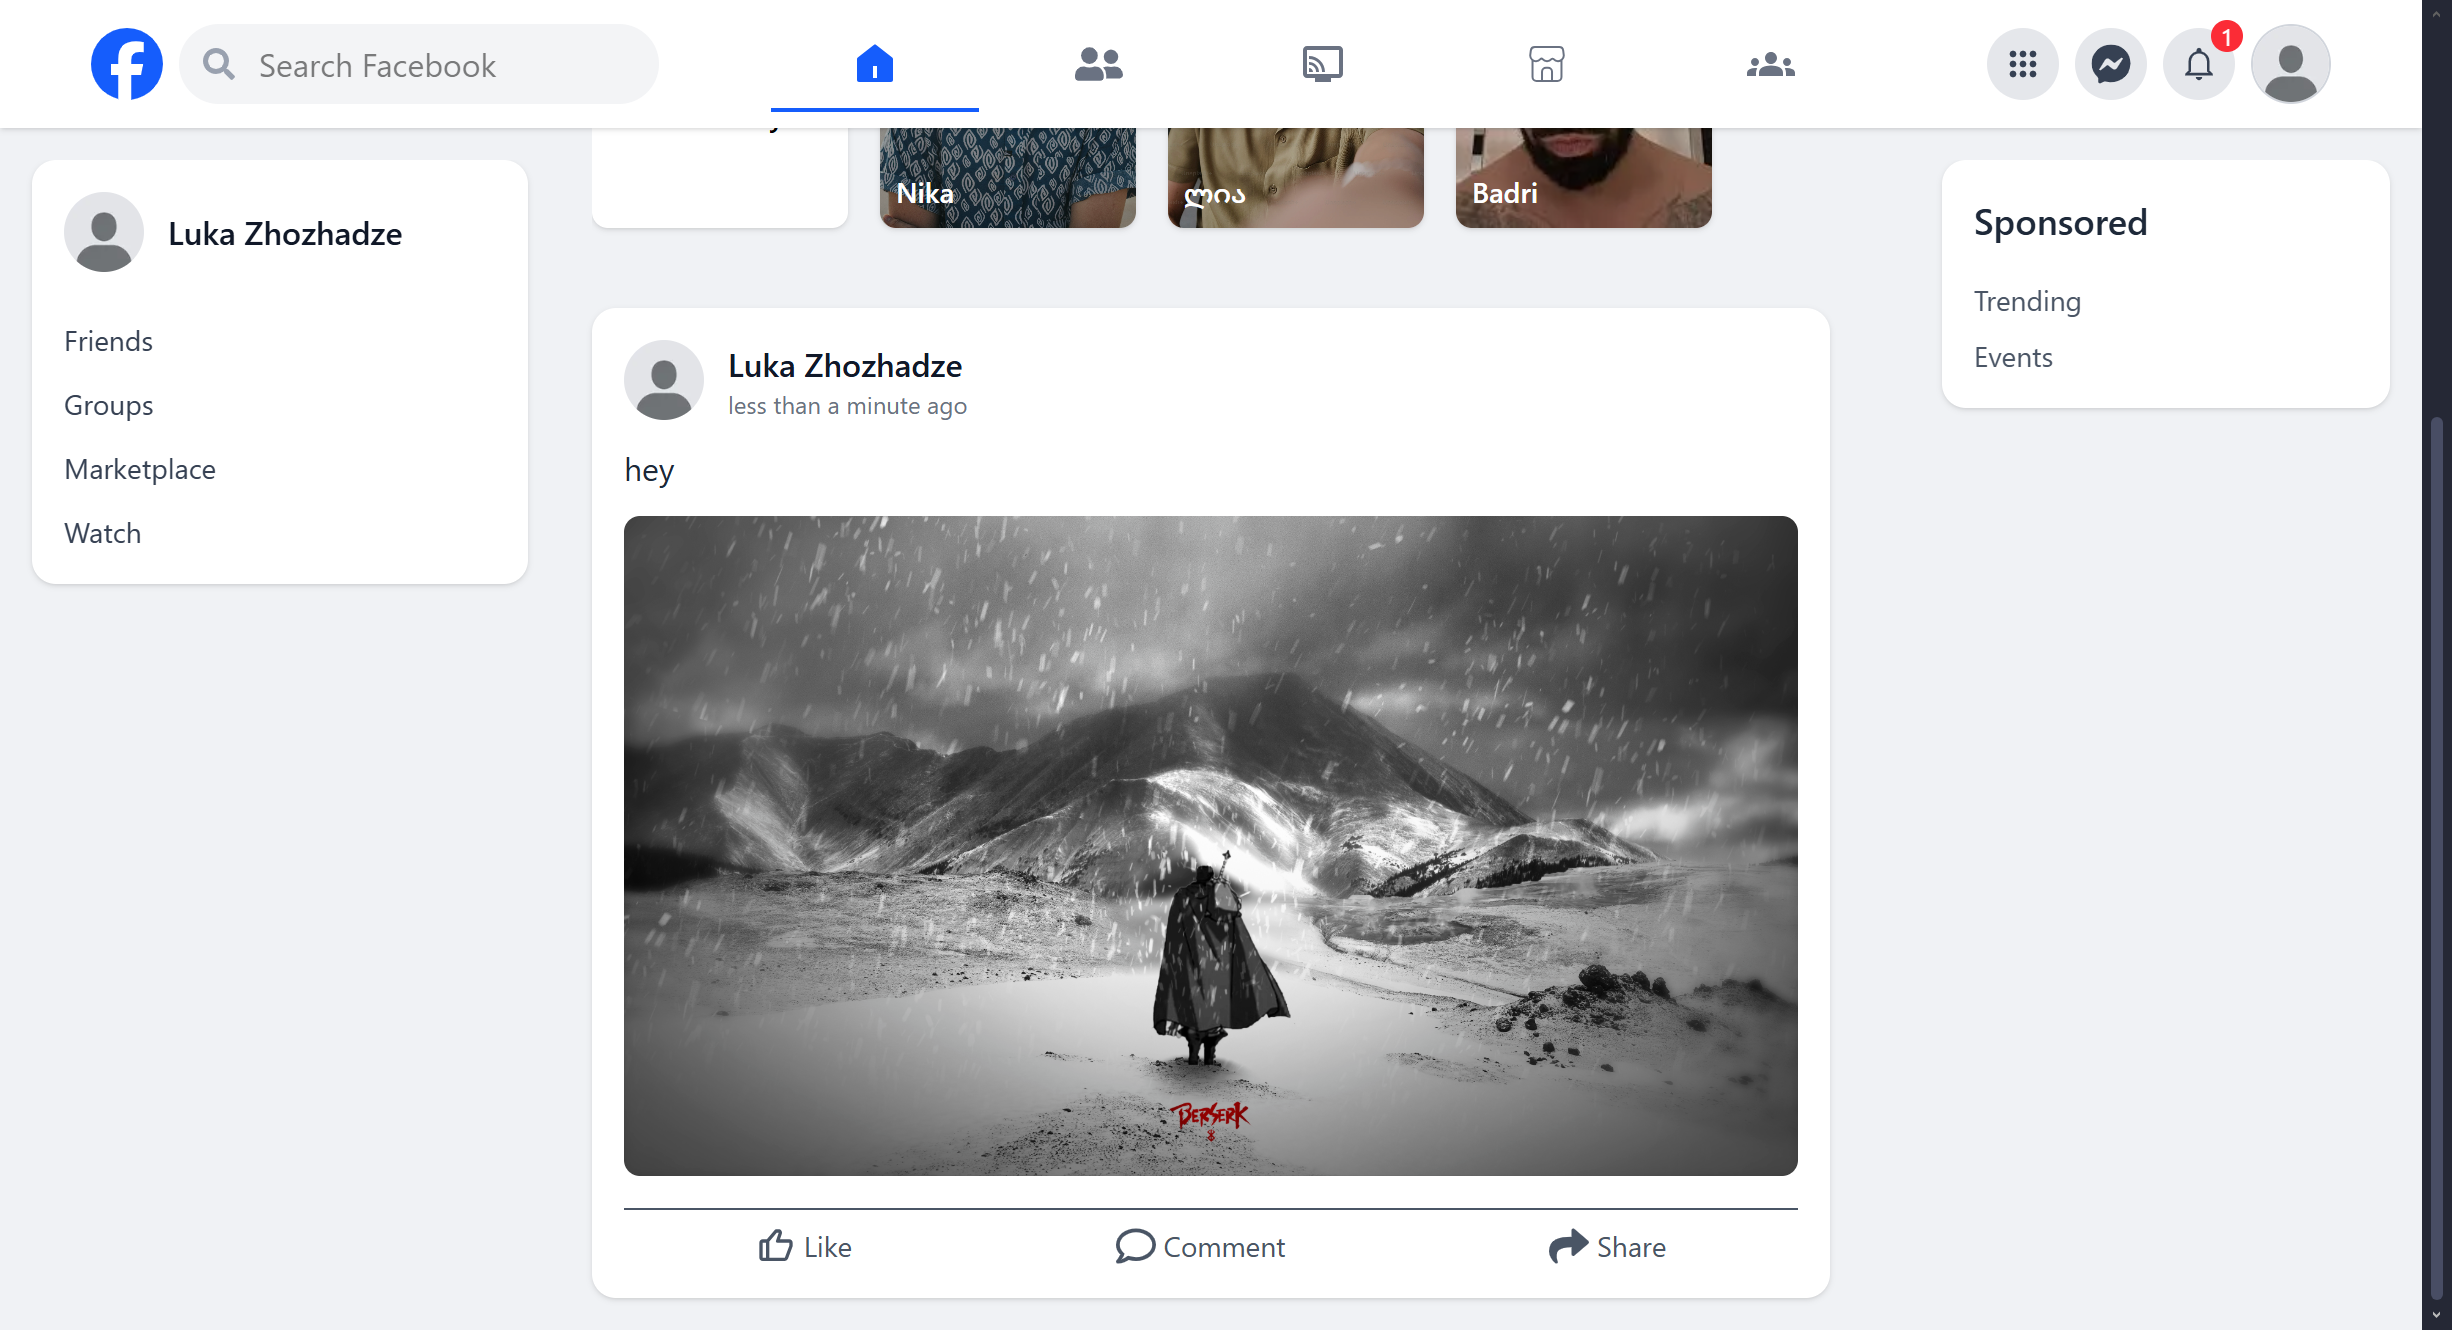 Search Facebook
1
Nika
ლია
Badri
Luka Zhozhadze
Friends
Groups
Marketplace
Watch
Sponsored
Trending
Events
Luka Zhozhadze
less than a minute ago
hey
BERSERK
Like
Comment
Share